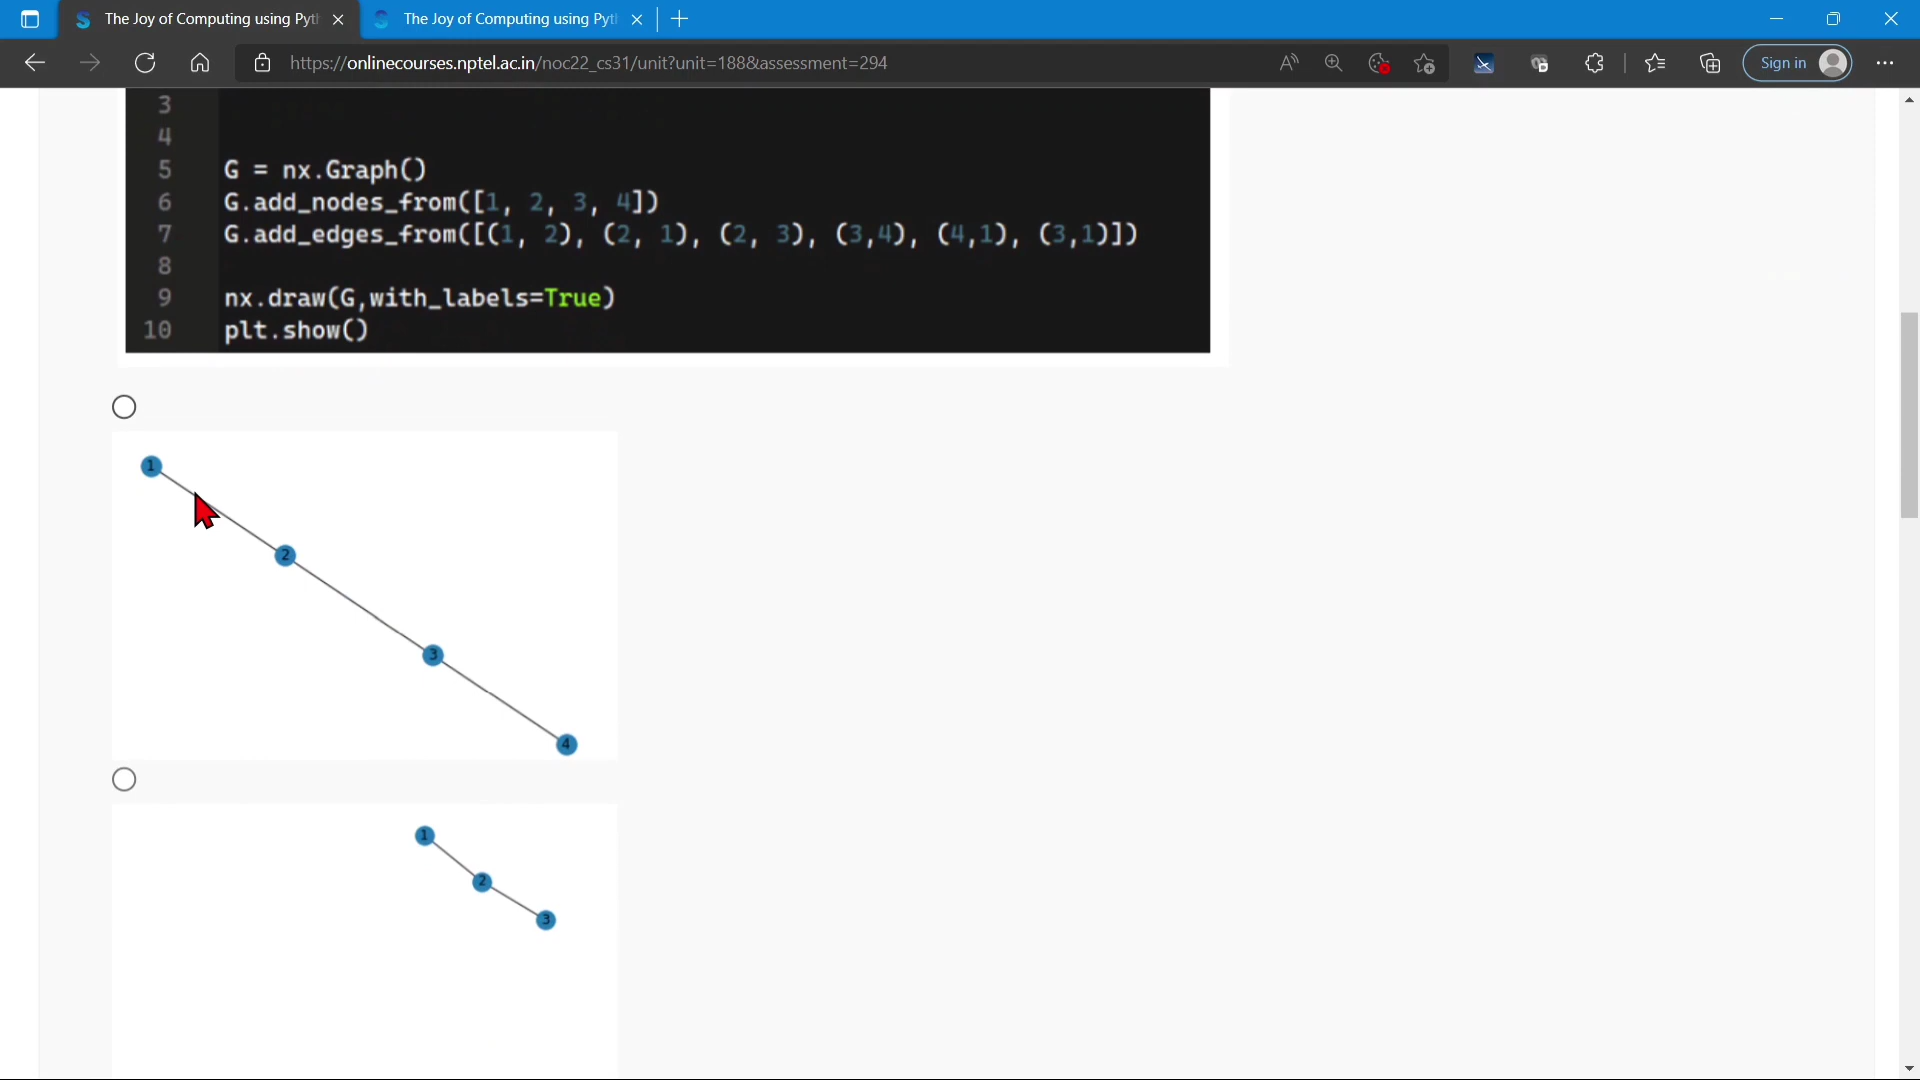 The Joy of Computing using Pyt
The Joy of Computing using Pyt
https://onlinecourses.nptel.ac.in/noc22_cs31/unit?unit=188&assessment=294
Sign in
3
4
5 G = nx.Graph()
6 G.add_nodes_from([1, 2, 3, 4])
7 G.add_edges_from([(1, 2), (2, 1), (2, 3), (3,4), (4,1), (3,1)])
8
9 nx.draw(G,with_labels=True)
10 plt.show()
1
2
3
4
1
2
3